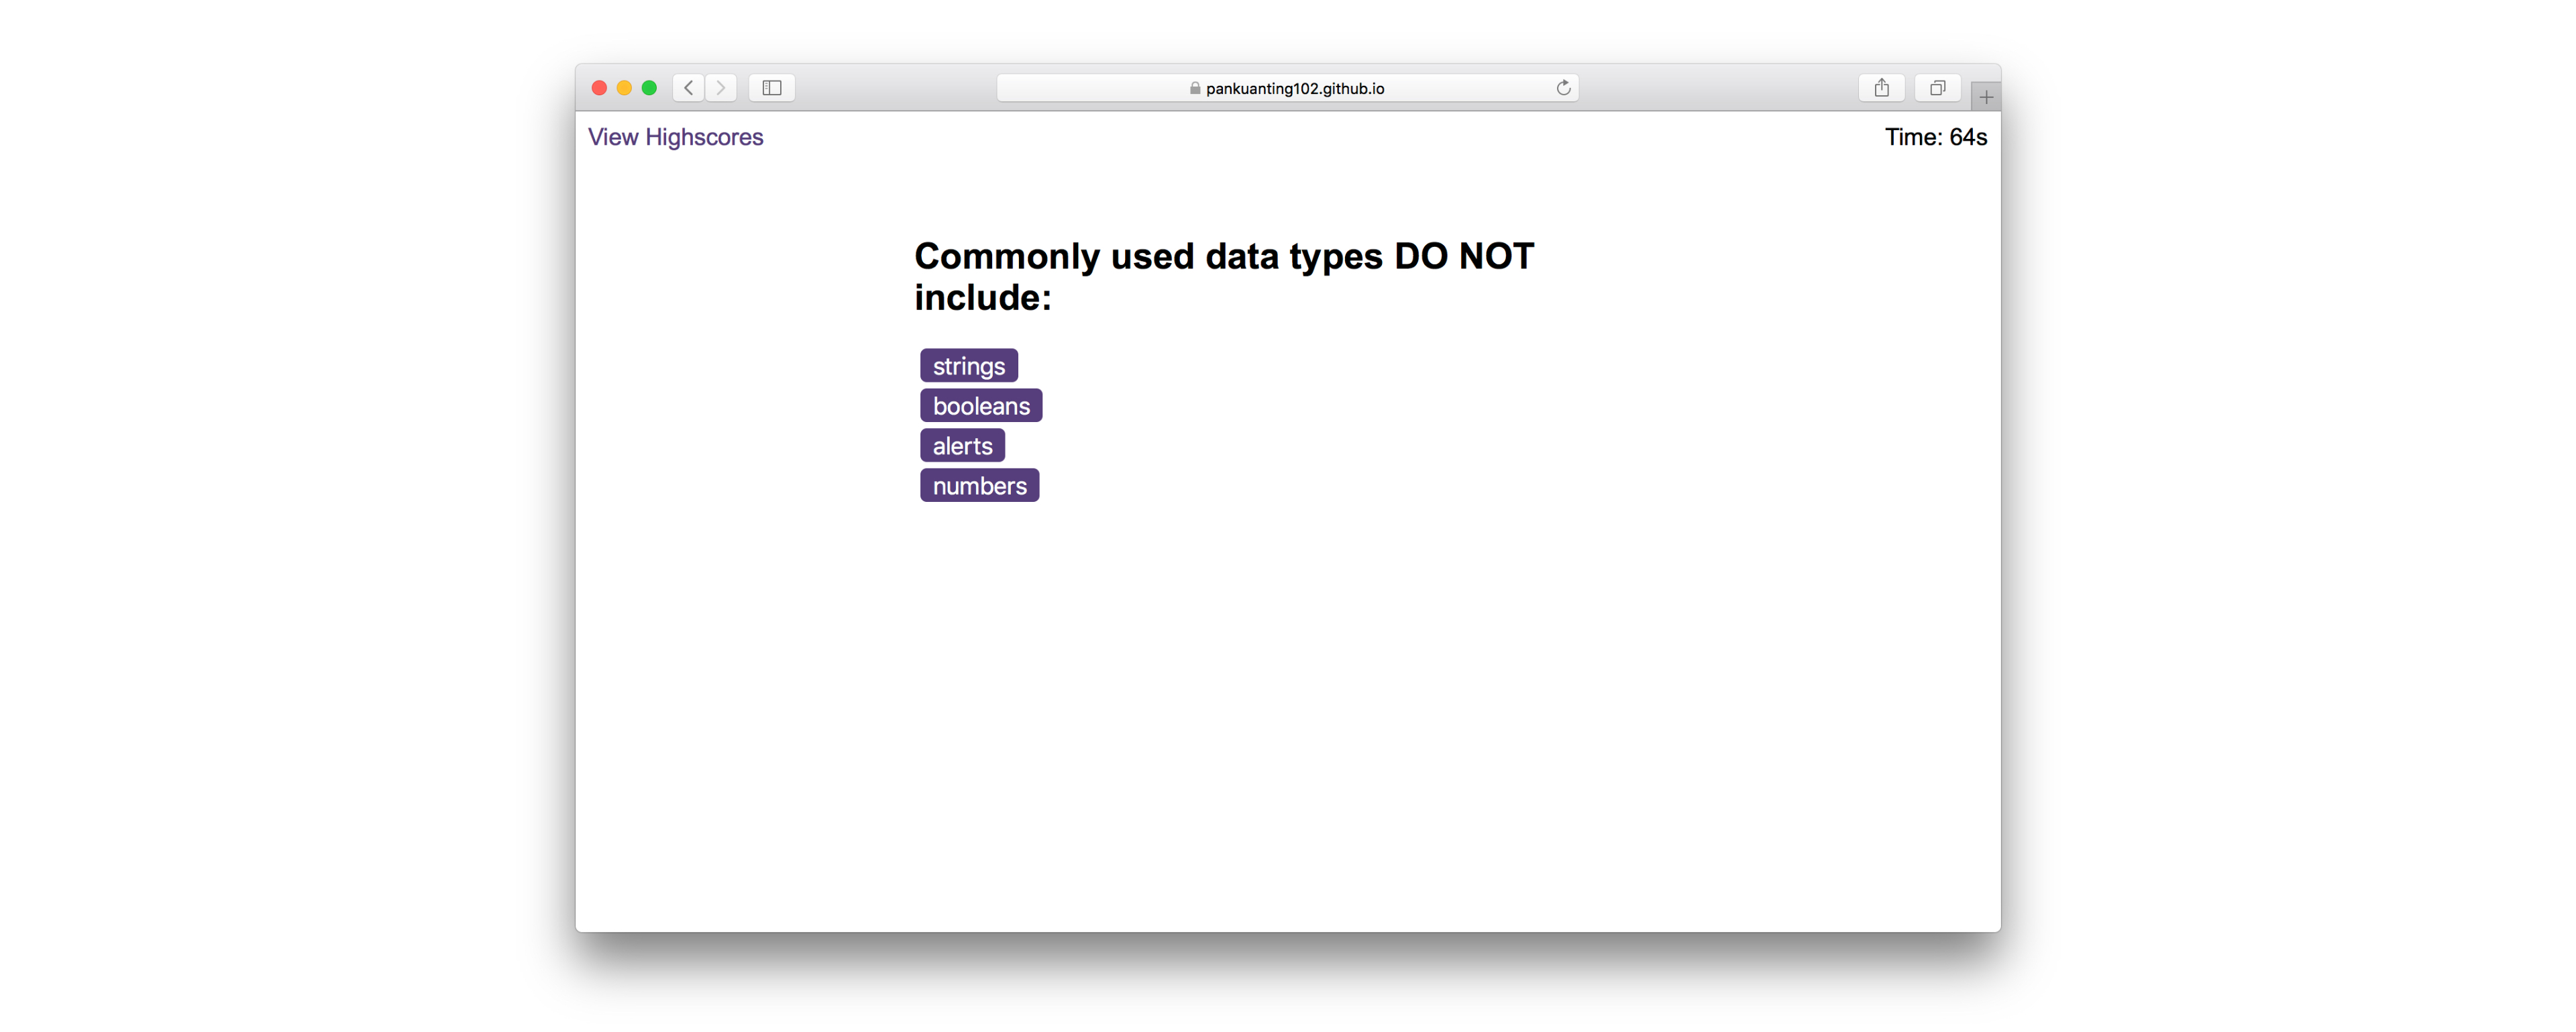 pankuanting102.github.io
View Highscores
Time: 64s
Commonly used data types DO NOT
include:
strings
booleans
alerts
numbers